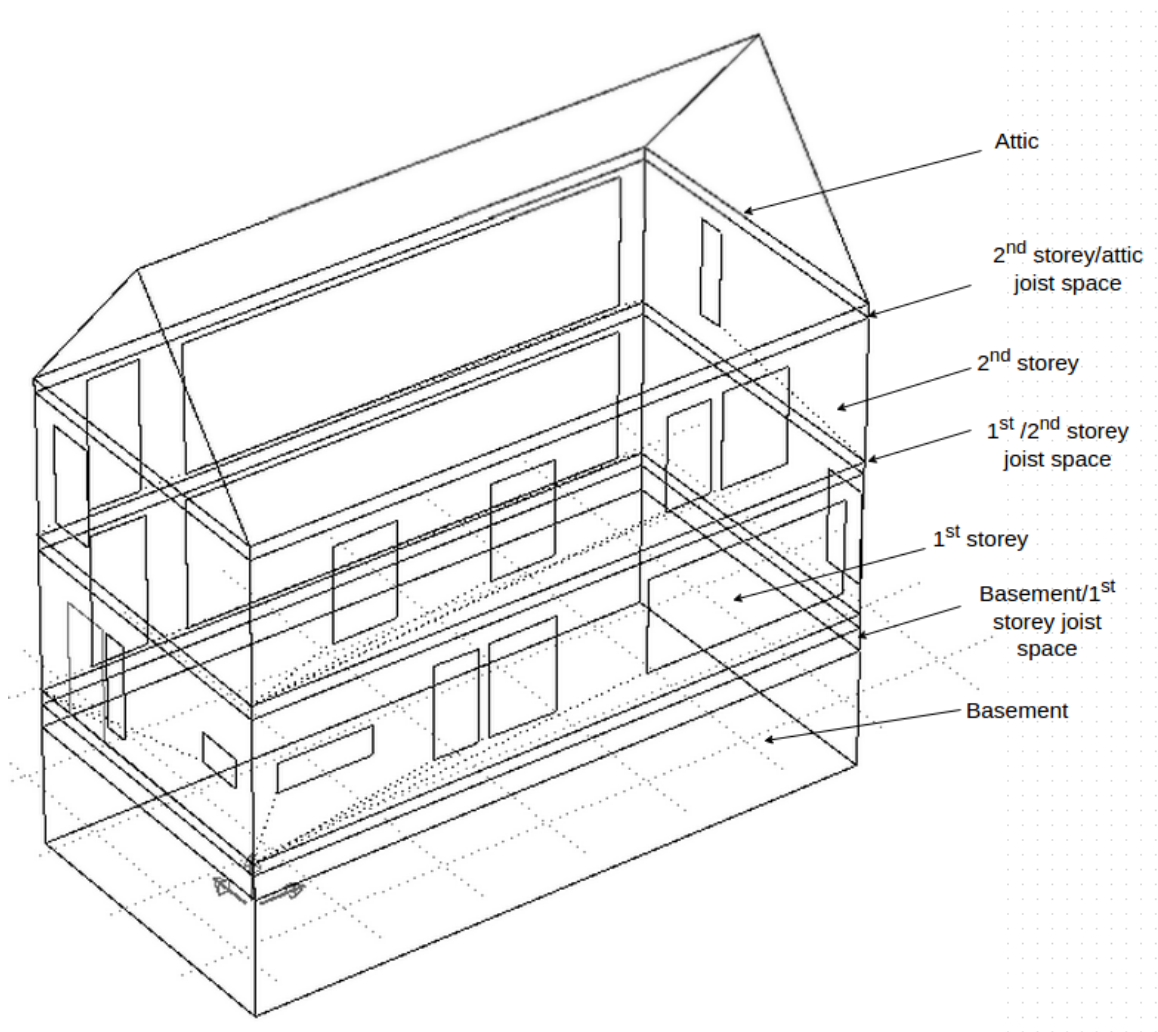 Attic
2nd storey/attic
joist space
2nd storey
1st /2nd storey
joist space
1st storey
Basement/1st
storey joist
space
Basement